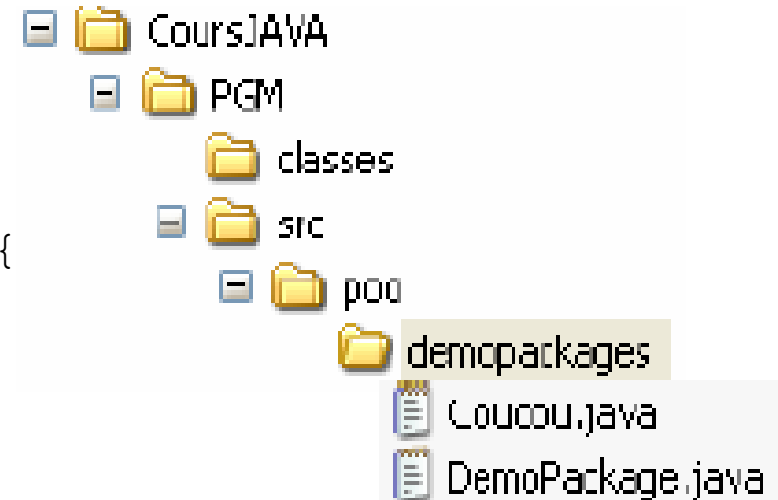 CoursJAVA
PGM
classes
src
{
poo
demopackages
Coucou.java
DemoPackage.java